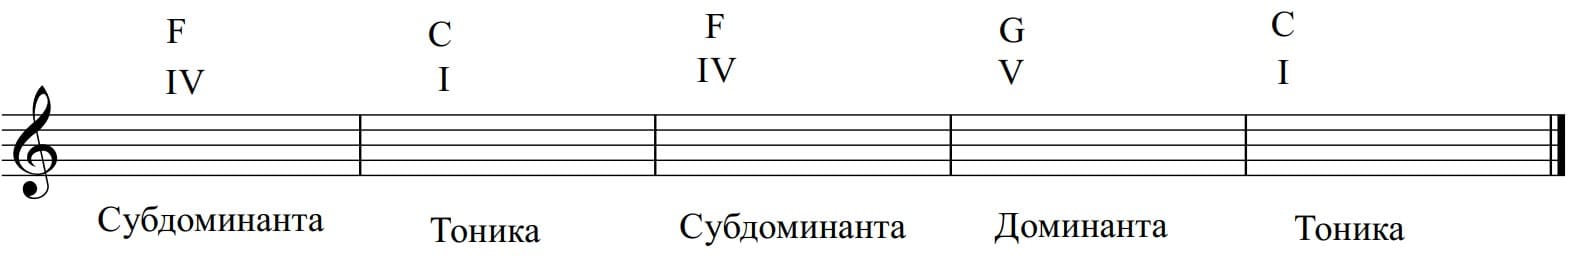 F C F G C
IV I IV V I
Субдоминанта Тоника Субдоминанта Доминанта Тоника